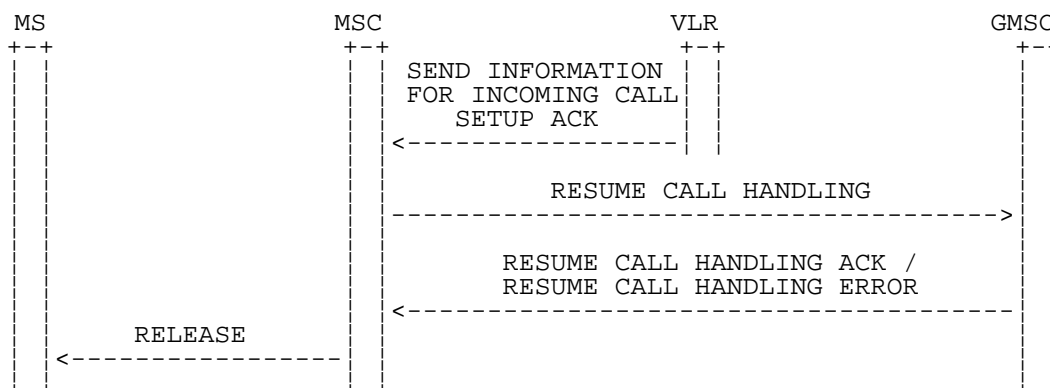 MS MSC VLR GMSC
SEND INFORMATION
FOR INCOMING CALL
SETUP ACK
RESUME CALL HANDLING
RESUME CALL HANDLING ACK /
RESUME CALL HANDLING ERROR
RELEASE